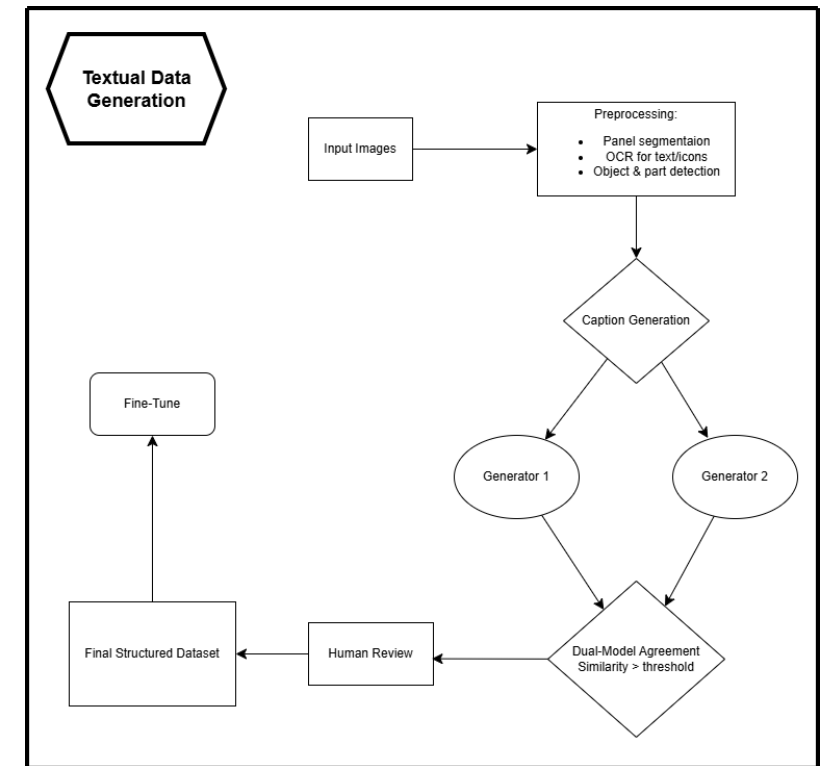 Textual Data
Generation
Input Images
Preprocessing:
• Panel segmentaion
• OCR for text/icons
• Object & part detection
Caption Generation
Generator 1
Generator 2
Dual-Model Agreement
Similarity > threshold
Human Review
Final Structured Dataset
Fine-Tune